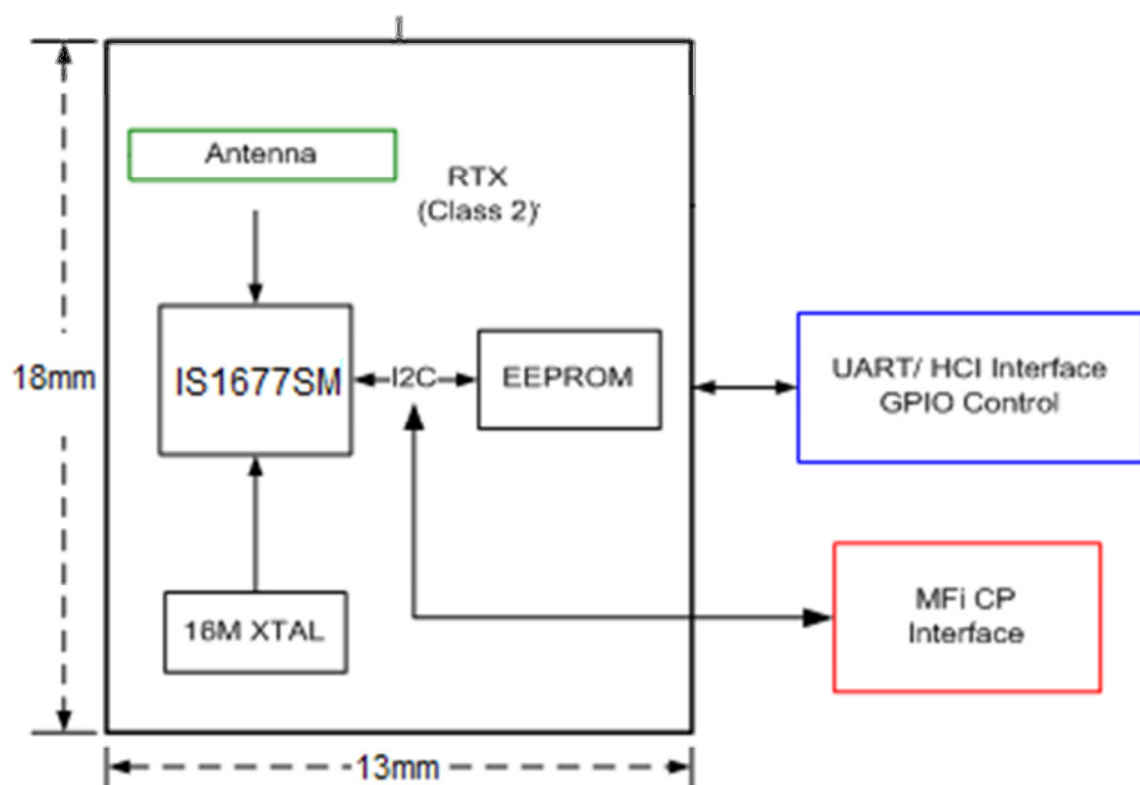 Antenna
RTX
(Class 2)
IS1677SM
I2C
EEPROM
UART/ HCI Interface
GPIO Control
18mm
16M XTAL
MFi CP
Interface
13mm